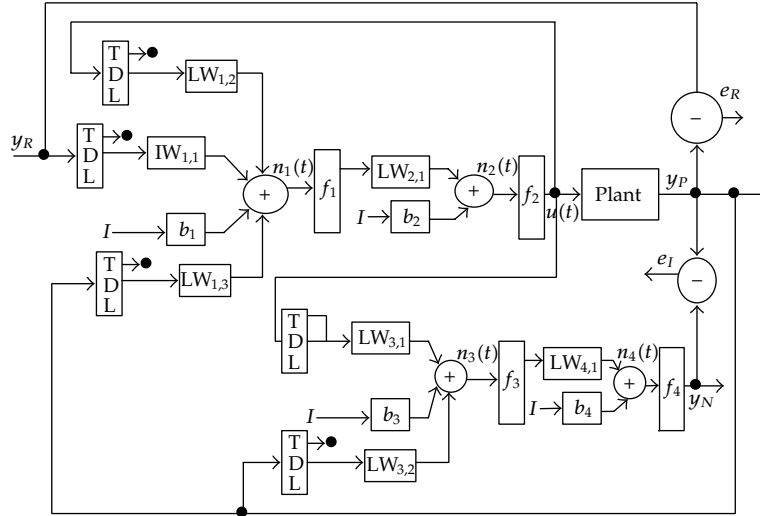 T
D
L
LW1,2
eR
yR
T
D
L
IW1,1
n1(t)
+
f1
LW2,1
n2(t)
+
f2
u(t)
Plant
yP
−
I
b1
I
b2
T
D
L
LW1,3
eI
−
T
D
L
LW3,1
n3(t)
+
f3
LW4,1
n4(t)
+
f4
yN
I
b3
I
b4
T
D
L
LW3,2